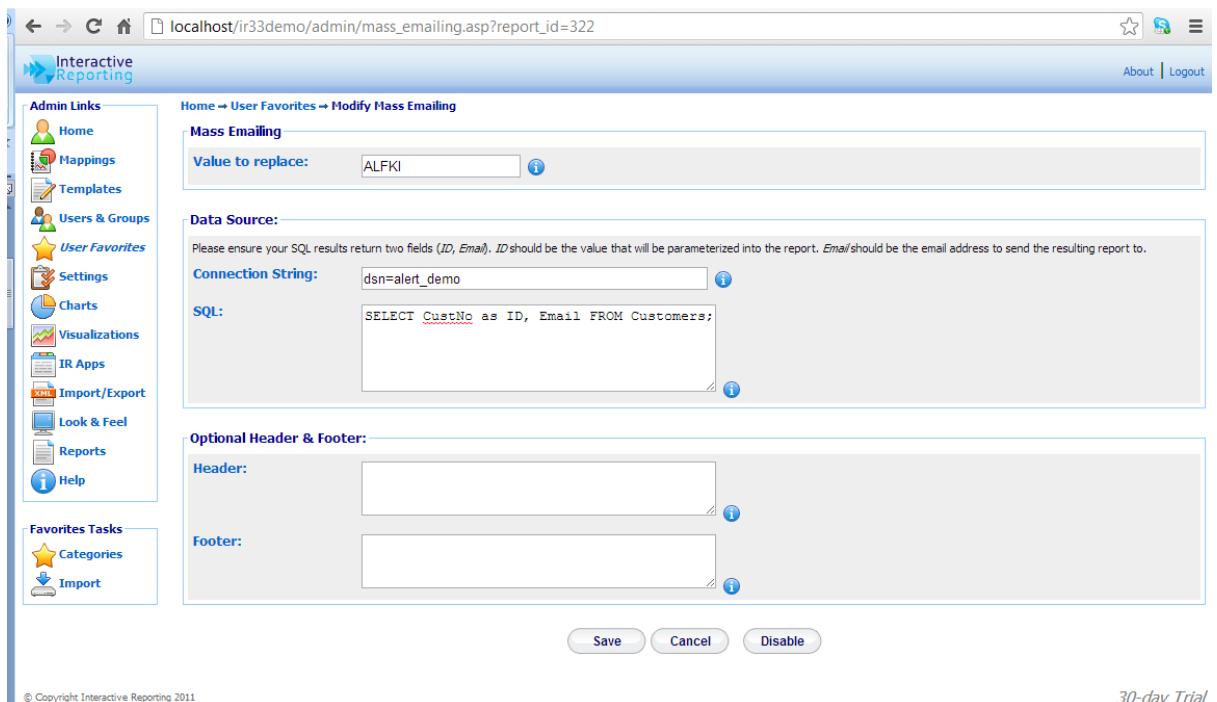 localhost/ir33demo/admin/mass_emailing.asp?report_id=322
Interactive
Reporting
About | Logout
Admin Links
Home
Mappings
Templates
Users & Groups
User Favorites
Settings
Charts
Visualizations
IR Apps
Import/Export
Look & Feel
Reports
Help
Favorites Tasks
Categories
Import
Home → User Favorites → Modify Mass Emailing
Mass Emailing
Value to replace:
ALFKI
Data Source:
Please ensure your SQL results return two fields (ID, Email). ID should be the value that will be parameterized into the report. Email should be the email address to send the resulting report to.
Connection String:
dsn=alert_demo
SQL:
SELECT CustNo as ID, Email FROM Customers;
Optional Header & Footer:
Header:
Footer:
Save
Cancel
Disable
© Copyright Interactive Reporting 2011
30-day Trial
XML